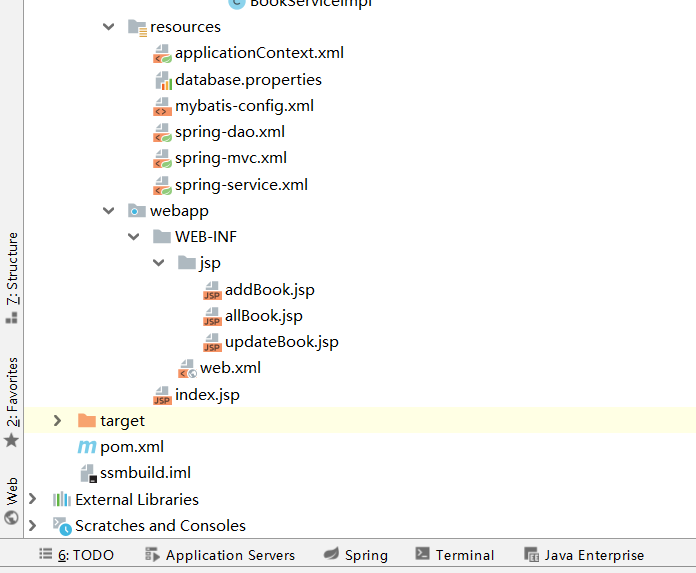 BookServiceImpl
resources
applicationContext.xml
database.properties
mybatis-config.xml
spring-dao.xml
spring-mvc.xml
spring-service.xml
webapp
WEB-INF
jsp
JSP addBook.jsp
JSP allBook.jsp
JSP updateBook.jsp
web.xml
JSP index.jsp
target
m pom.xml
ssmbuild.iml
External Libraries
Scratches and Consoles
7: Structure
2: Favorites
Web
6: TODO Application Servers Spring Terminal Java Enterprise